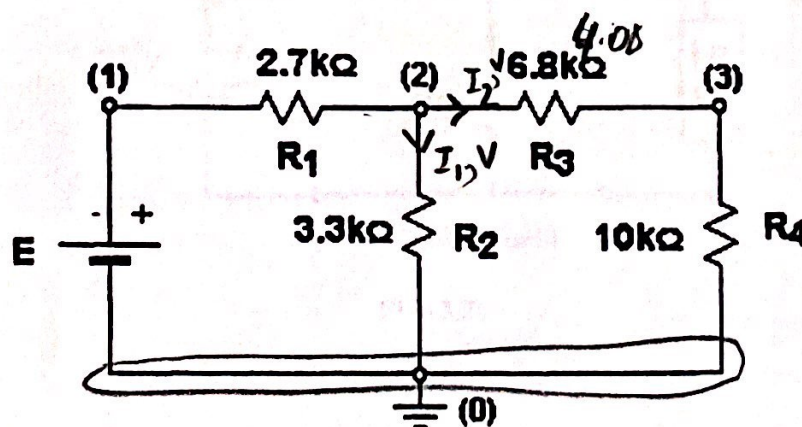 4.08
2.7kΩ
(1)
(2)
I₂,V
6.8kΩ
(3)
R1
I₁,V
R3
- +
E
3.3kΩ
R2
10kΩ
R4
(0)